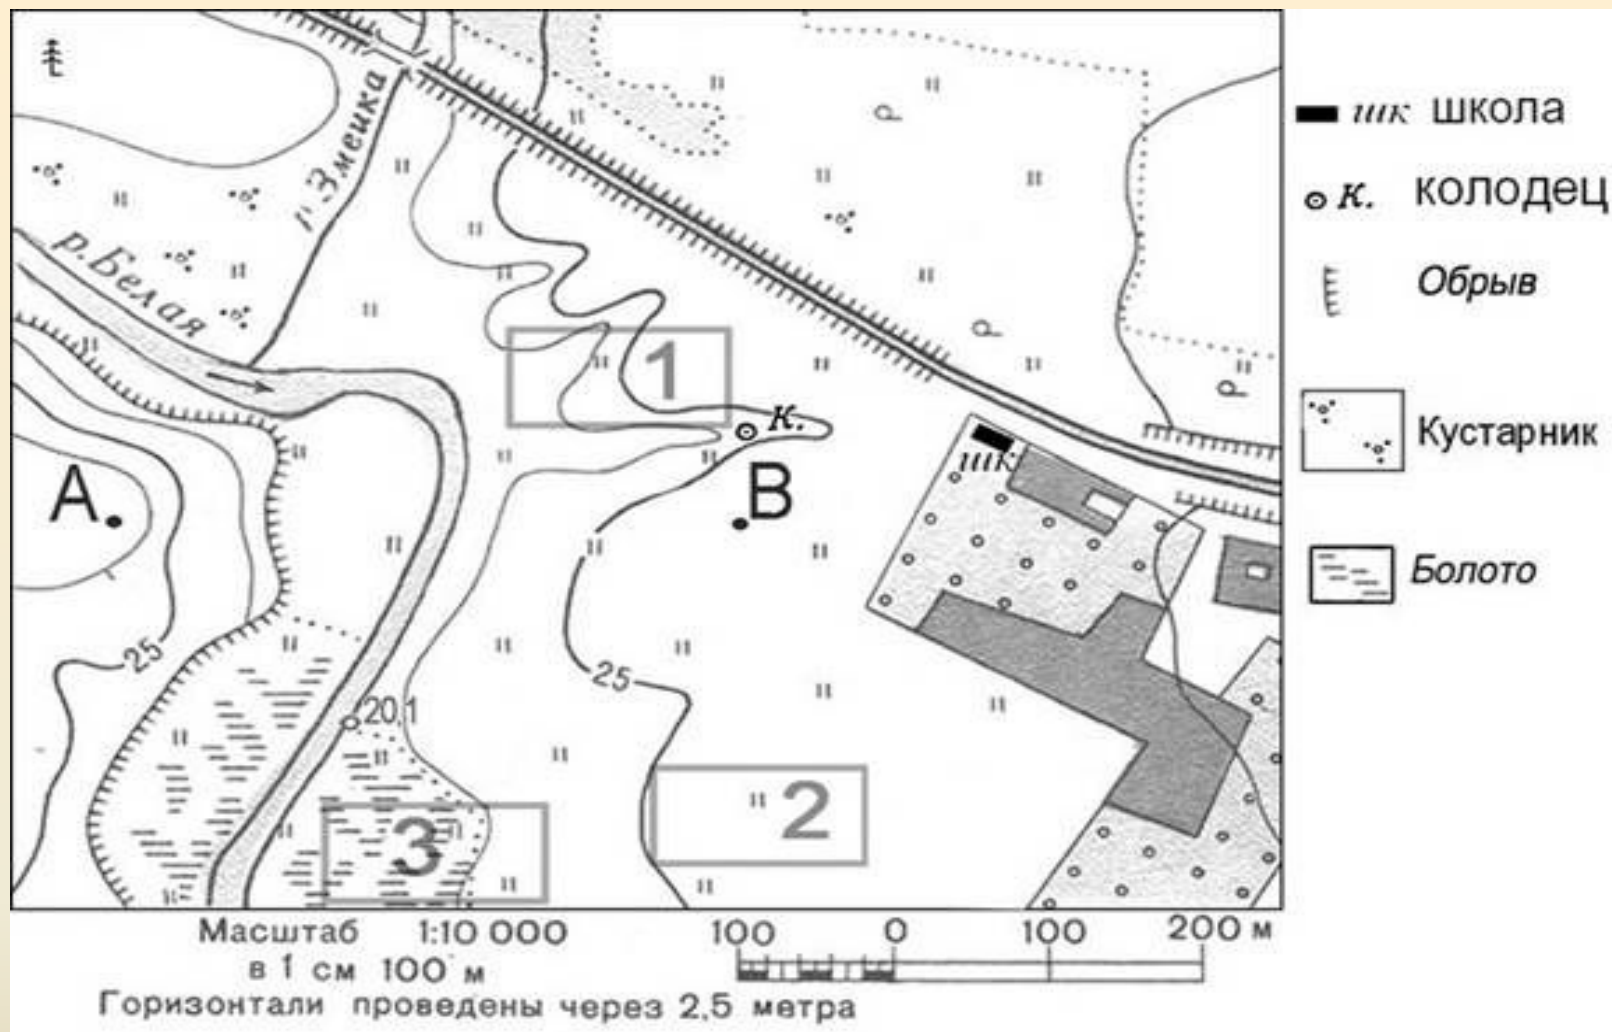 р. Змейка
р. Белая
1
К.
А
В
шк
25
25
20,1
2
3
шк школа
К. колодец
Обрыв
Кустарник
Болото
Масштаб 1:10 000
в 1 см 100 м
100 0 100 200 м
Горизонтали проведены через 2,5 метра